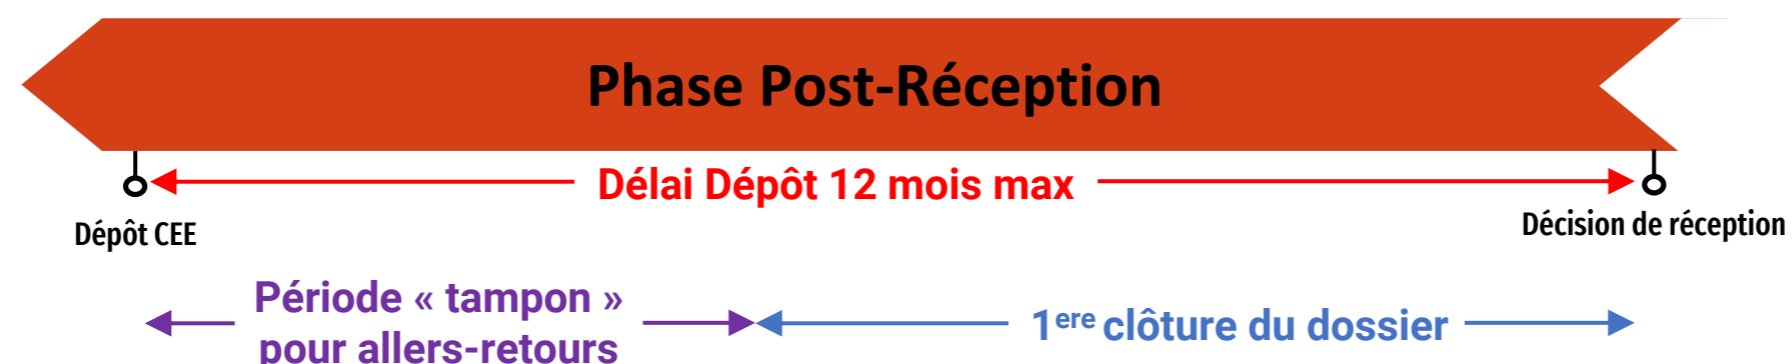 Phase Post-Réception
Délai Dépôt 12 mois max
Dépôt CEE
Décision de réception
Période « tampon »
pour allers-retours
1ere clôture du dossier